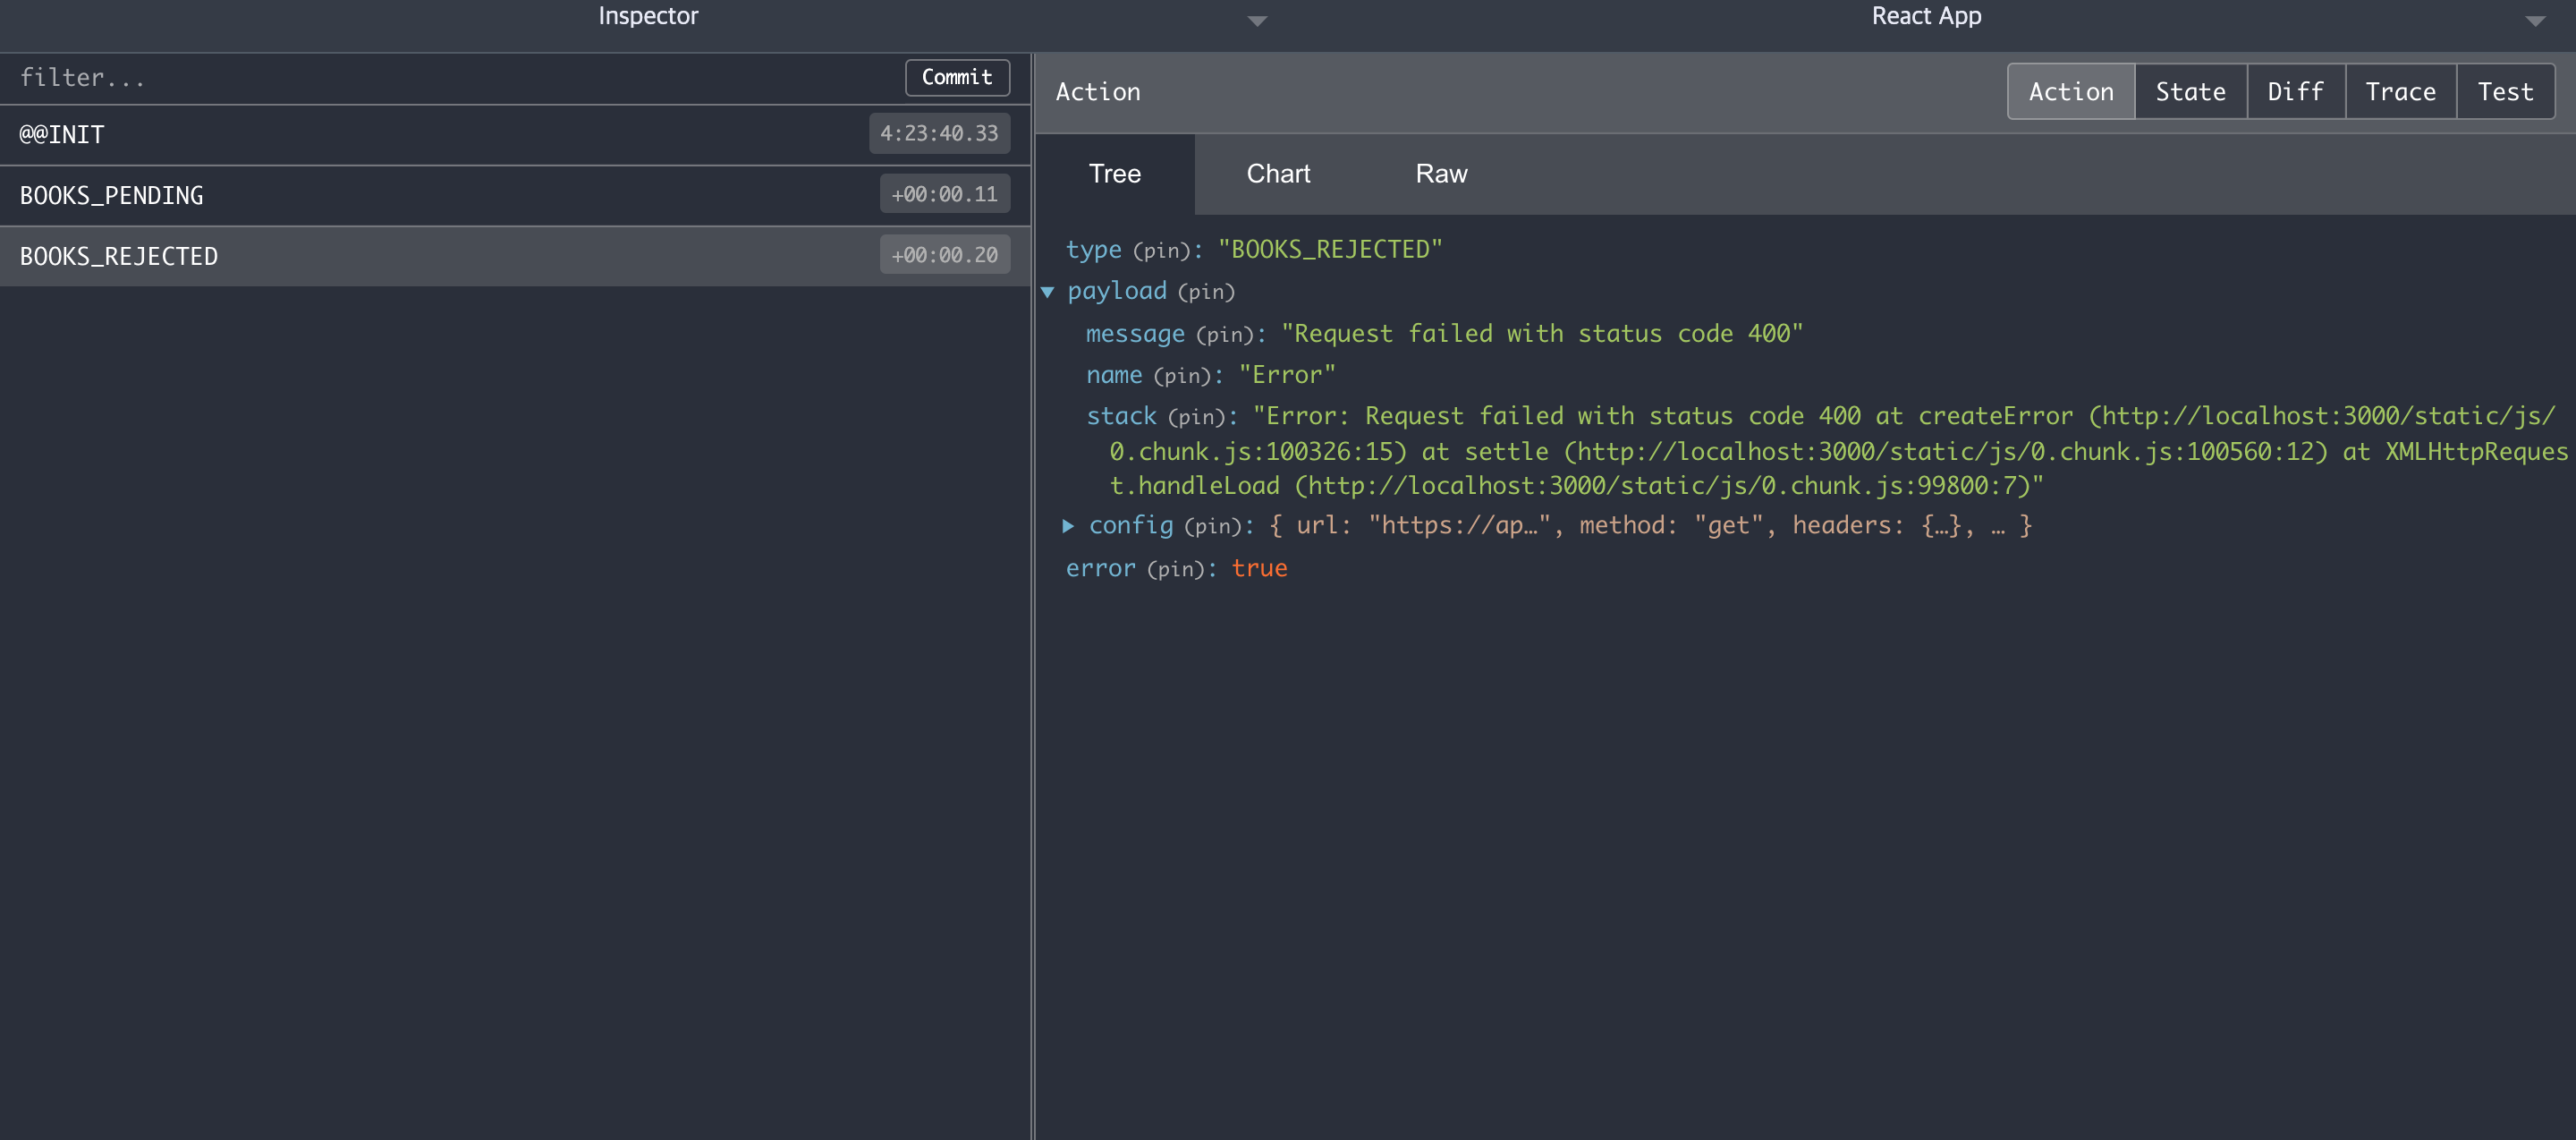 Inspector
React App
filter...
Commit
@@INIT
4:23:40.33
BOOKS_PENDING
+00:00.11
BOOKS_REJECTED
+00:00.20
Action
Action
State
Diff
Trace
Test
Tree
Chart
Raw
type (pin): "BOOKS_REJECTED"
payload (pin)
message (pin): "Request failed with status code 400"
name (pin): "Error"
stack (pin): "Error: Request failed with status code 400 at createError (http://localhost:3000/static/js/
0.chunk.js:100326:15) at settle (http://localhost:3000/static/js/0.chunk.js:100560:12) at XMLHttpReques
t.handleLoad (http://localhost:3000/static/js/0.chunk.js:99800:7)"
config (pin): { url: "https://ap…", method: "get", headers: {…}, … }
error (pin): true